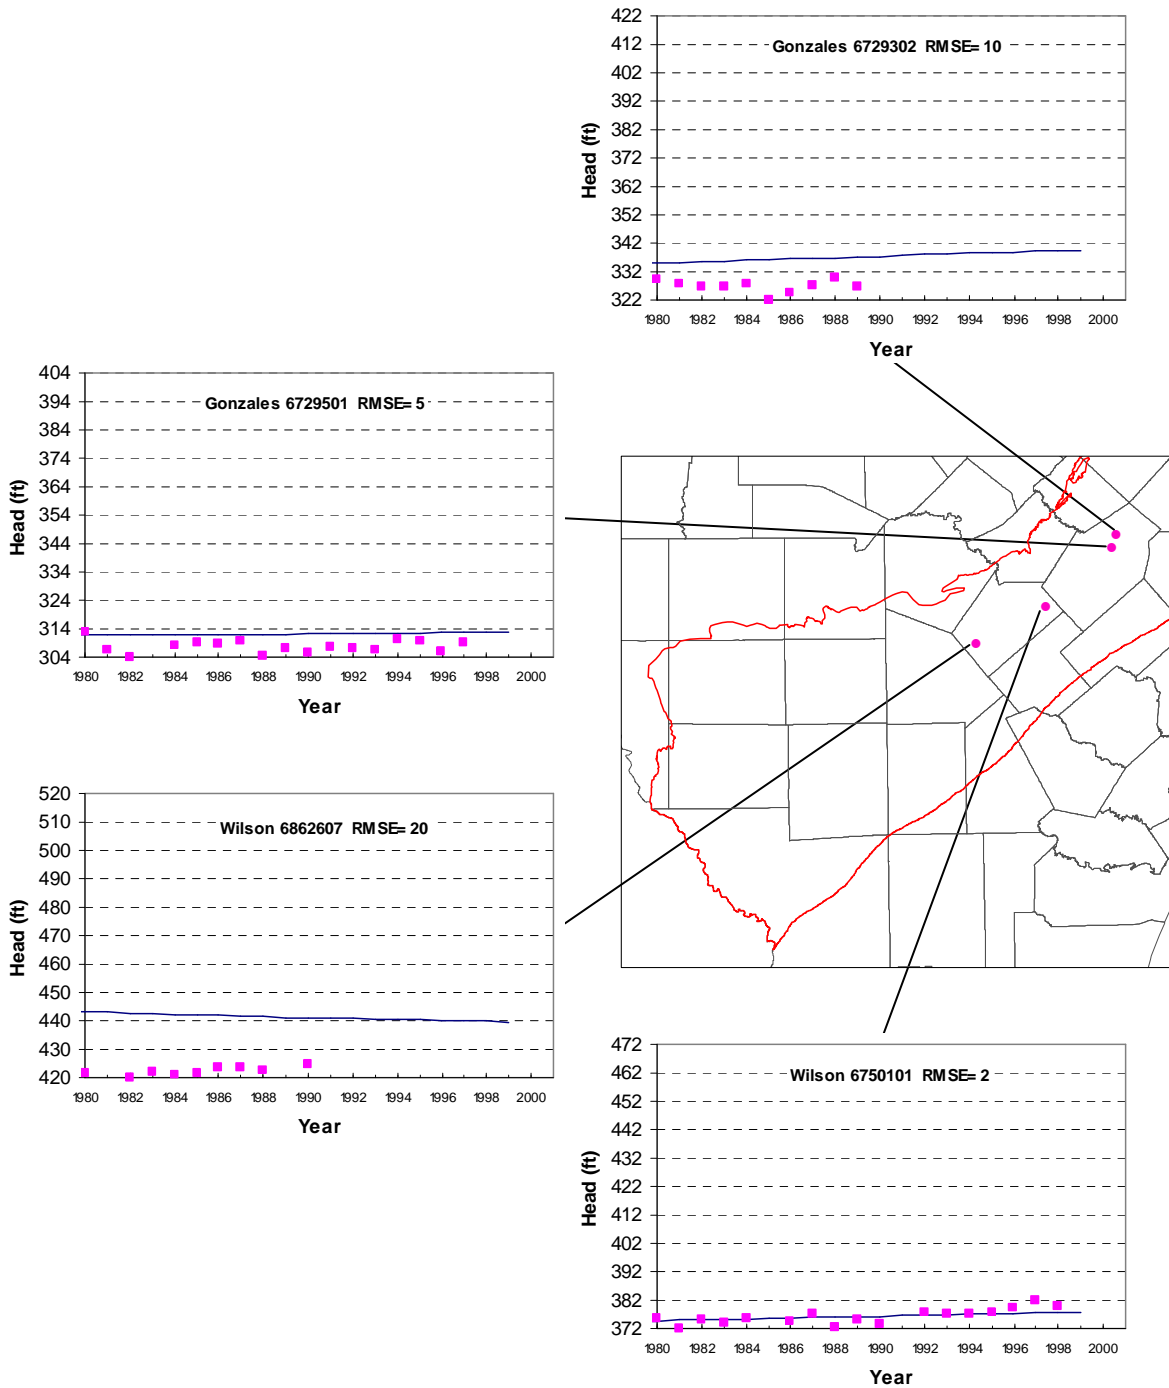 Gonzales 6729302 RMSE= 10
Head (ft)
422
412
402
392
382
372
362
352
342
332
322
1980 1982 1984 1986 1988 1990 1992 1994 1996 1998 2000
Year
Gonzales 6729501 RMSE= 5
Head (ft)
404
394
384
374
364
354
344
334
324
314
304
1980 1982 1984 1986 1988 1990 1992 1994 1996 1998 2000
Year
Wilson 6862607 RMSE= 20
Head (ft)
520
510
500
490
480
470
460
450
440
430
420
1980 1982 1984 1986 1988 1990 1992 1994 1996 1998 2000
Year
Wilson 6750101 RMSE= 2
Head (ft)
472
462
452
442
432
422
412
402
392
382
372
1980 1982 1984 1986 1988 1990 1992 1994 1996 1998 2000
Year